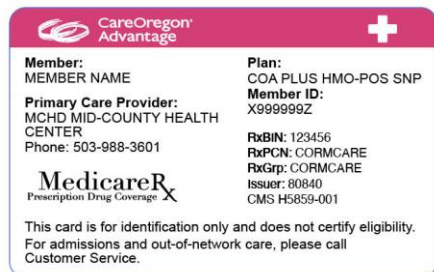 CareOregon®
Advantage
Member:
MEMBER NAME
Primary Care Provider:
MCHD MID-COUNTY HEALTH
CENTER
Phone: 503-988-3601
MedicareRx
Prescription Drug Coverage
Plan:
COA PLUS HMO-POS SNP
Member ID:
X999999Z
RxBIN: 123456
RxPCN: CORMCARE
RxGrp: CORMCARE
Issuer: 80840
CMS H5859-001
This card is for identification only and does not certify eligibility.
For admissions and out-of-network care, please call
Customer Service.